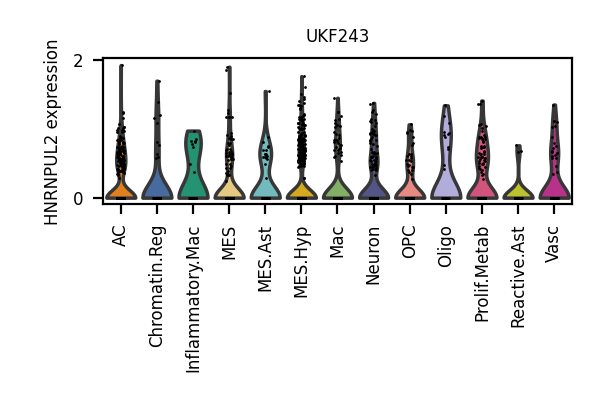 UKF243
HNRNPUL2 expression
2
0
AC
Chromatin.Reg
Inflammatory.Mac
MES
MES.Ast
MES.Hyp
Mac
Neuron
OPC
Oligo
Prolif.Metab
Reactive.Ast
Vasc